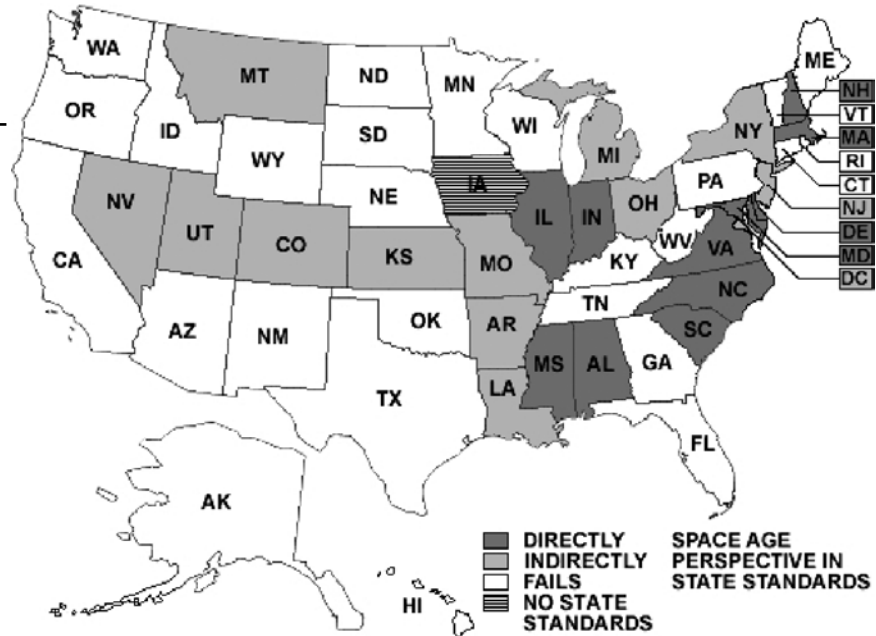 WA
MT
ND
MN
ME
NH
OR
VT
ID
SD
WI
NY
MA
MI
RI
WY
PA
CT
IA
NE
NJ
NV
IL
IN
OH
DE
UT
CO
WV
VA
MD
CA
KS
MO
KY
DC
NC
TN
AZ
NM
OK
AR
SC
MS
AL
GA
TX
LA
FL
AK
HI
DIRECTLY SPACE AGE
INDIRECTLY PERSPECTIVE IN
FAILS STATE STANDARDS
NO STATE
STANDARDS